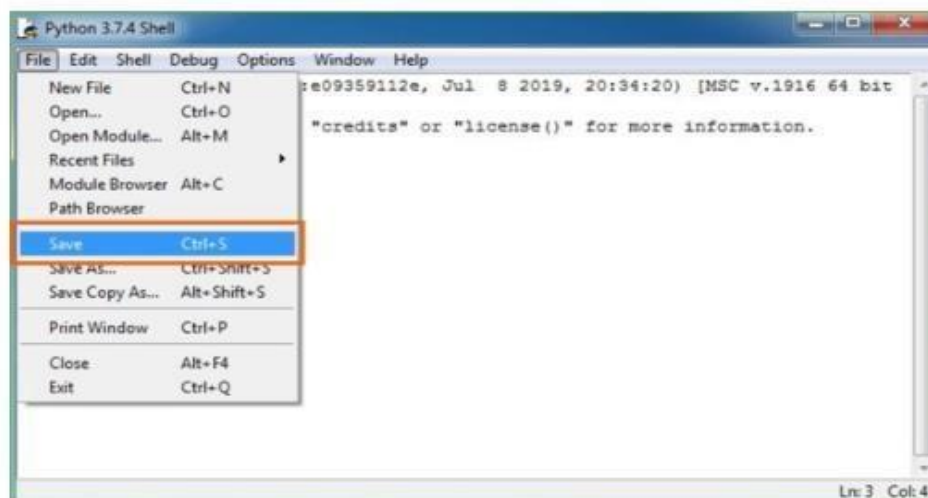 Python 3.7.4 Shell
File Edit Shell Debug Options Window Help
New File Ctrl+N
:e09359112e, Jul 8 2019, 20:34:20) [MSC v.1916 64 bit
Open... Ctrl+O
Open Module... Alt+M
"credits" or "license()" for more information.
Recent Files
Module Browser Alt+C
Path Browser
Save Ctrl+S
Save As... Ctrl+Shift+S
Save Copy As... Alt+Shift+S
Print Window Ctrl+P
Close Alt+F4
Exit Ctrl+Q
Ln: 3 Col: 4